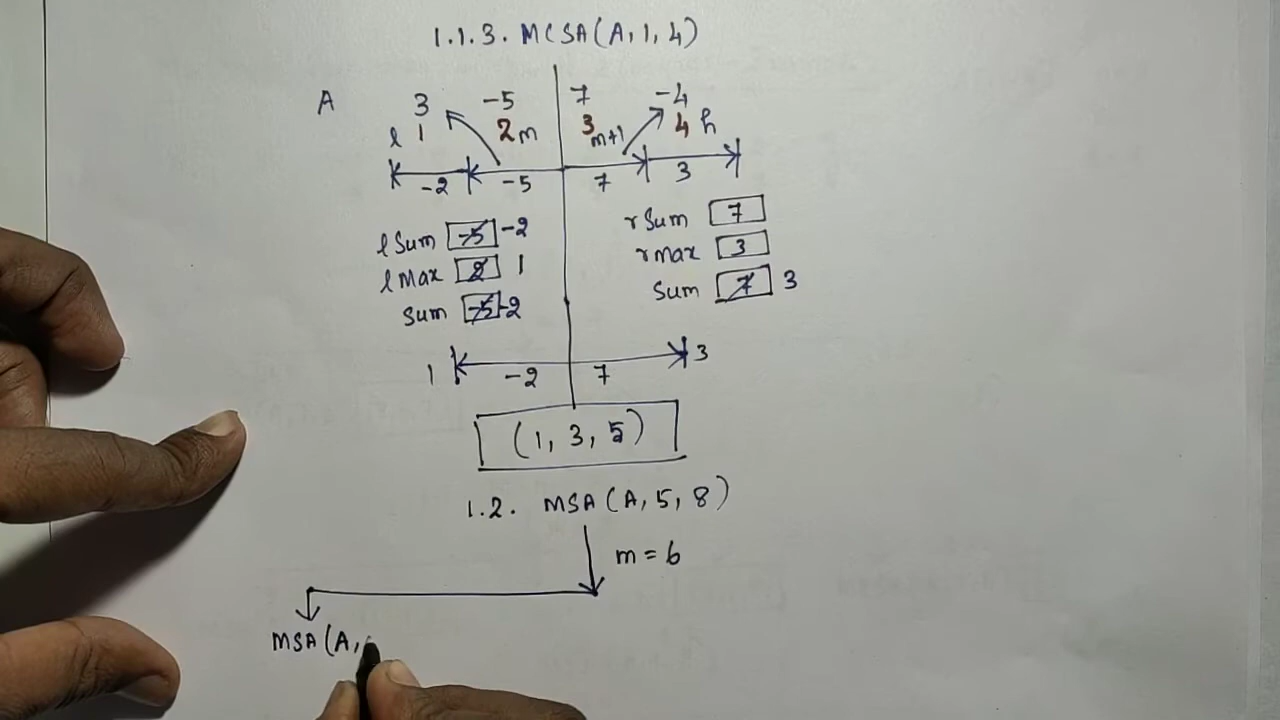 1.1.3. MCSA(A, 1, 4)
A 3 -5 7 -4
l 1 2 m 3 m+1 4 h
-2 -5 7 3
lSum -5 -2 rSum 7
lMax 2 1 rmax 3
Sum -5 -2 Sum 7 3
1 -2 7 3
(1, 3, 5)
1.2. MSA(A, 5, 8)
m = 6
MSA(A,